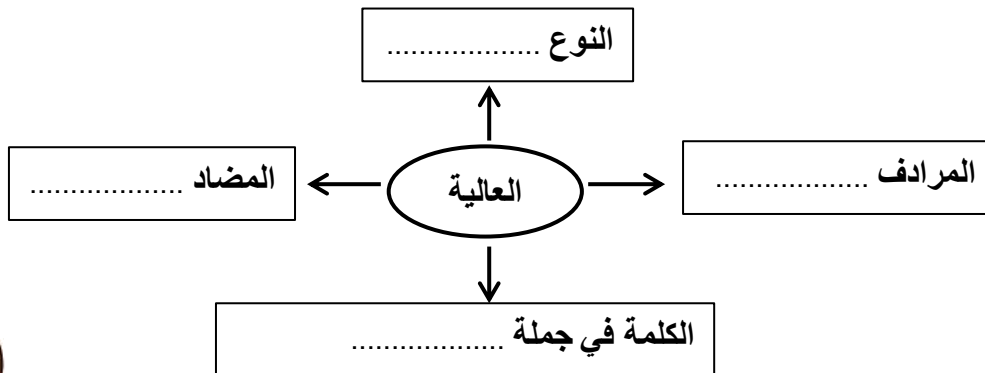 النوع ...................
المرادف ...................
العالية
المضاد ...................
الكلمة في جملة ...................